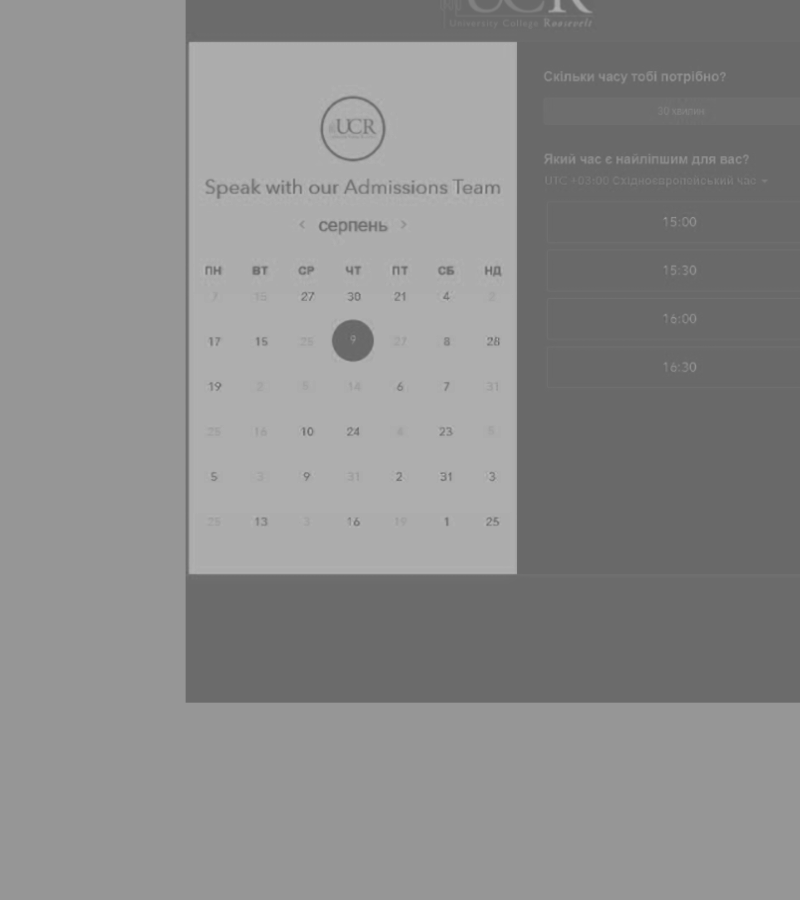 UCR
University College Roosevelt
UCR
Speak with our Admissions Team
< серпень >
ПН ВТ СР ЧТ ПТ СБ НД
7 15 27 30 21 4
17 15 25 9 27 8 28
19 2 5 14 6 7 31
25 16 10 24 4 23
5 3 9 31 2 31 3
25 13 3 16 19 1 25
Скільки часу тобі потрібно?
30 хвилин
Який час є найліпшим для вас?
UTC +03:00 Східноєвропейський час
15:00
15:30
16:00
16:30